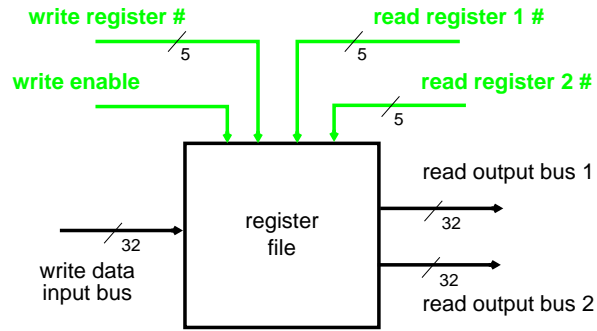 write register #
read register 1 #
5
5
write enable
read register 2 #
5
read output bus 1
register
file
32
32
write data
input bus
32
read output bus 2